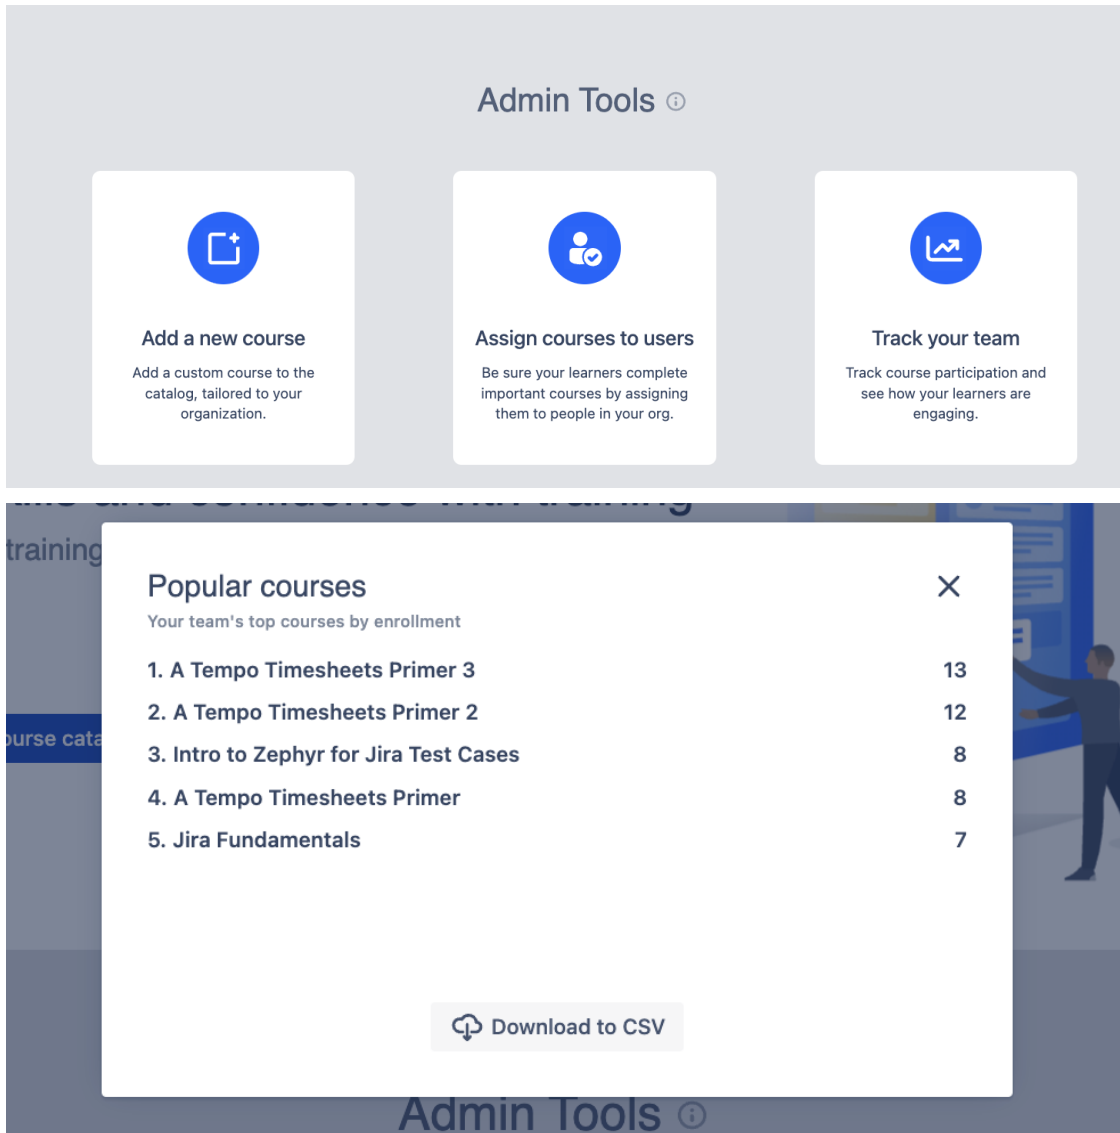 Admin Tools
Add a new course
Add a custom course to the
catalog, tailored to your
organization.
Assign courses to users
Be sure your learners complete
important courses by assigning
them to people in your org.
Track your team
Track course participation and
see how your learners are
engaging.
and confidence with training
training
Popular courses
Your team's top courses by enrollment
1. A Tempo Timesheets Primer 3 13
2. A Tempo Timesheets Primer 2 12
3. Intro to Zephyr for Jira Test Cases 8
4. A Tempo Timesheets Primer 8
5. Jira Fundamentals 7
Download to CSV
Admin Tools